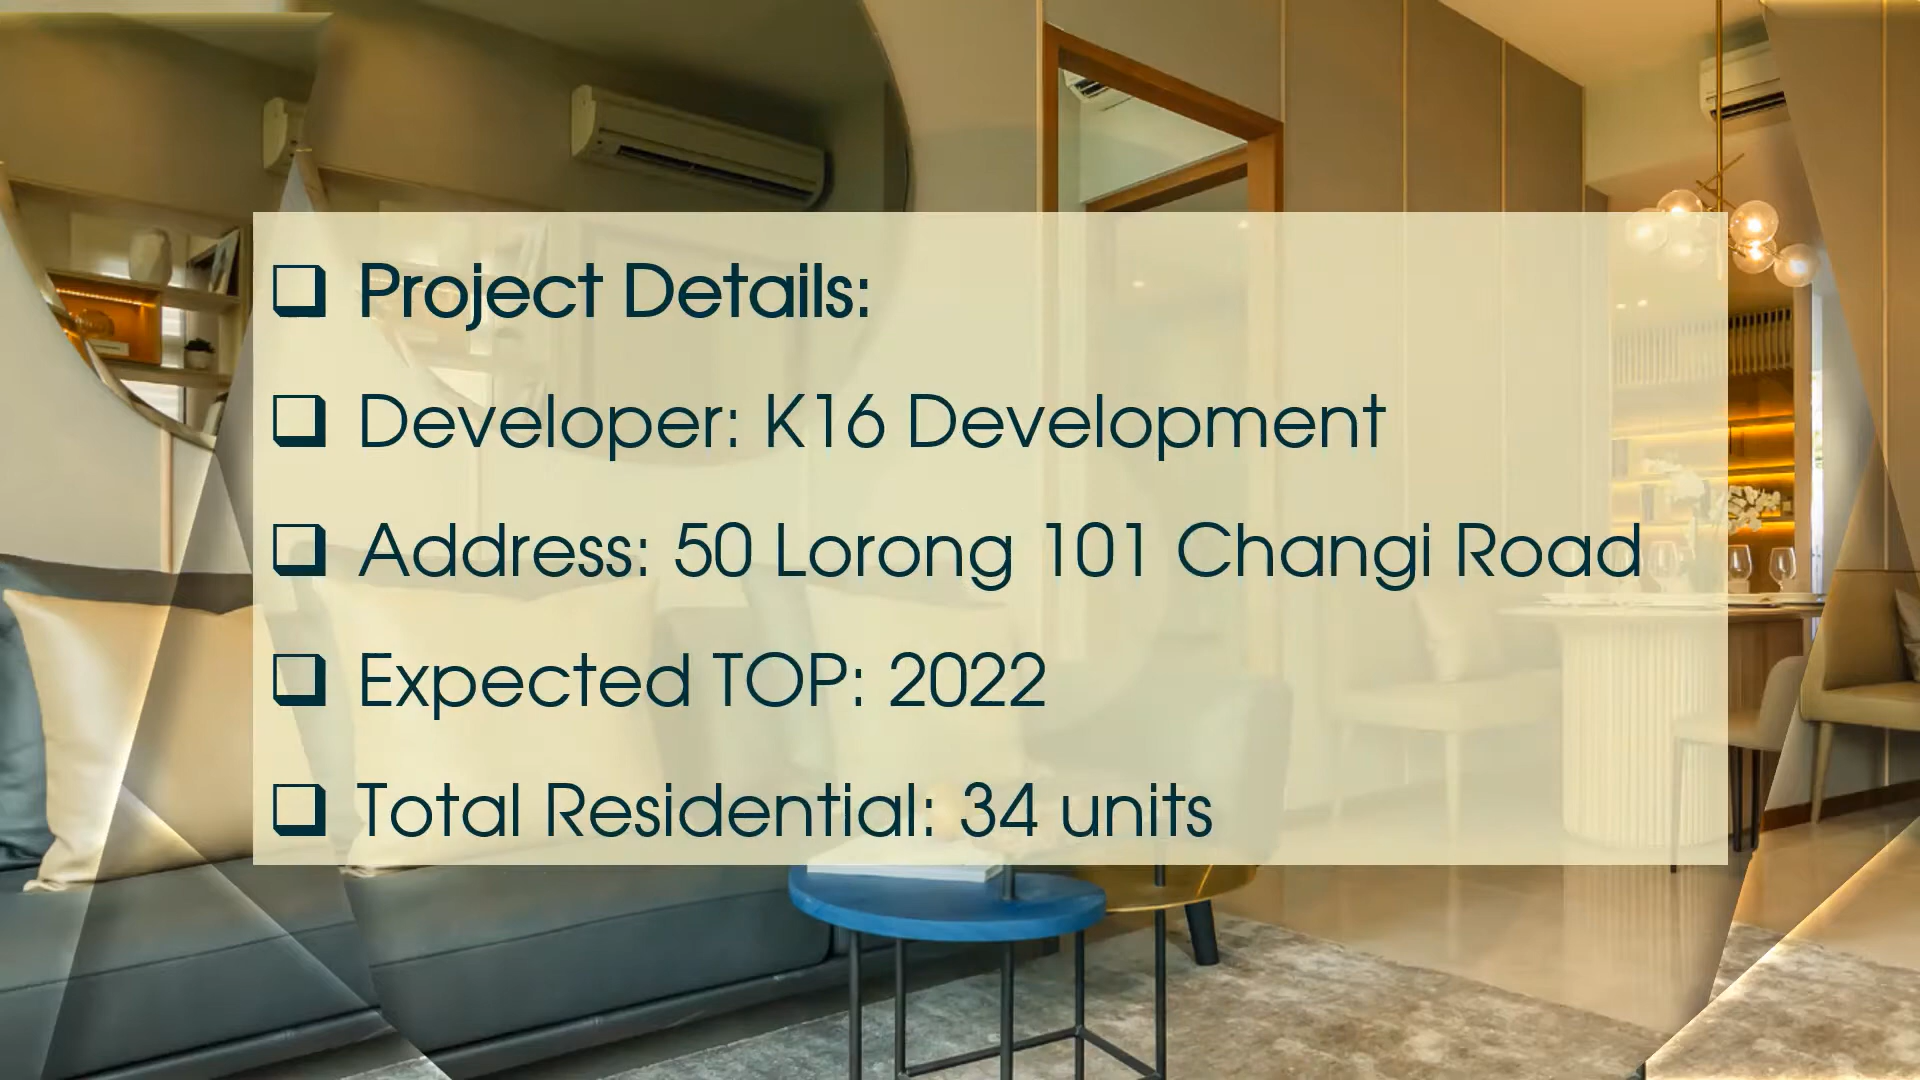 ❑ Project Details:
❑ Developer: K16 Development
❑ Address: 50 Lorong 101 Changi Road
❑ Expected TOP: 2022
❑ Total Residential: 34 units